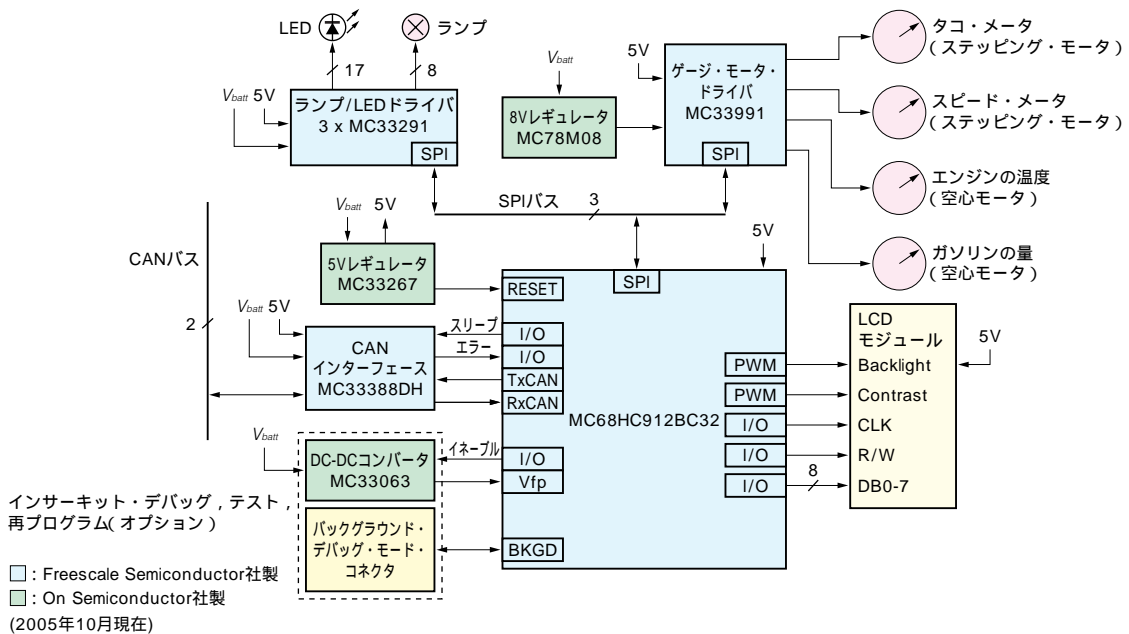 LED
ランプ
17
8
Vbatt 5V
ランプ/LEDドライバ
3 x MC33291
SPI
Vbatt
8Vレギュレータ
MC78M08
5V
ゲージ・モータ・
ドライバ
MC33991
SPI
タコ・メータ
(ステッピング・モータ)
スピード・メータ
(ステッピング・モータ)
エンジンの温度
(空心モータ)
ガソリンの量
(空心モータ)
SPIバス
3
CANバス
2
Vbatt 5V
5Vレギュレータ
MC33267
Vbatt 5V
CAN
インターフェース
MC33388DH
スリープ
エラー
Vbatt
DC-DCコンバータ
MC33063
イネーブル
バックグラウンド・
デバッグ・モード・
コネクタ
5V
SPI
RESET
I/O
I/O
TxCAN
RxCAN
I/O
Vfp
BKGD
MC68HC912BC32
PWM
PWM
I/O
I/O
I/O
8
LCD
モジュール
Backlight
Contrast
CLK
R/W
DB0-7
5V
インサーキット・デバッグ,テスト,
再プログラム(オプション)
:Freescale Semiconductor社製
:On Semiconductor社製
(2005年10月現在)